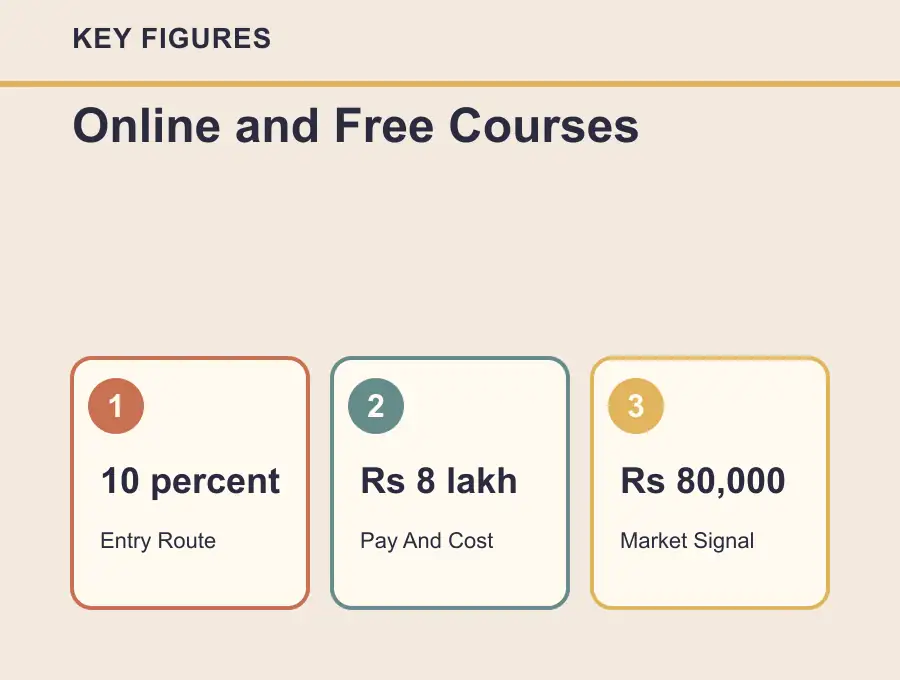 KEY FIGURES
Online and Free Courses
1
10 percent
Entry Route
2
Rs 8 lakh
Pay And Cost
3
Rs 80,000
Market Signal